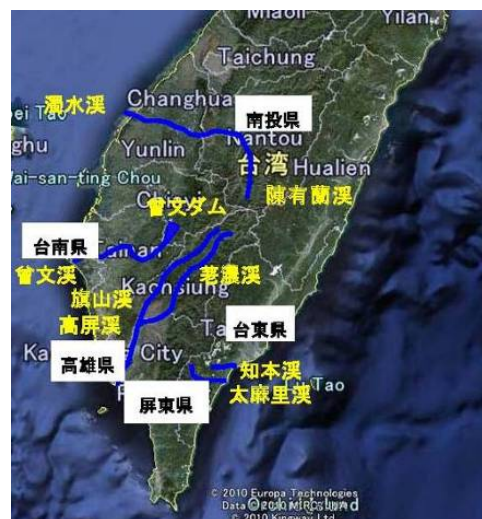 Miaoli
Yilan
Taichung
Changhua
濁水渓
南投県
Nantou
Yunlin
台湾
Hualien
陳有蘭渓
曾文ダム
台南県
曾文渓
荖濃渓
旗山渓
高屏渓
台東県
City
高雄県
知本渓
太麻里渓
屏東県
© 2010 Europa Technologies